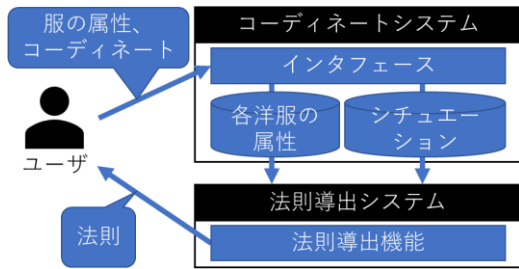 服の属性、
コーディネート
コーディネートシステム
インタフェース
各洋服の
属性
シチュエー
ション
ユーザ
法則
法則導出システム
法則導出機能